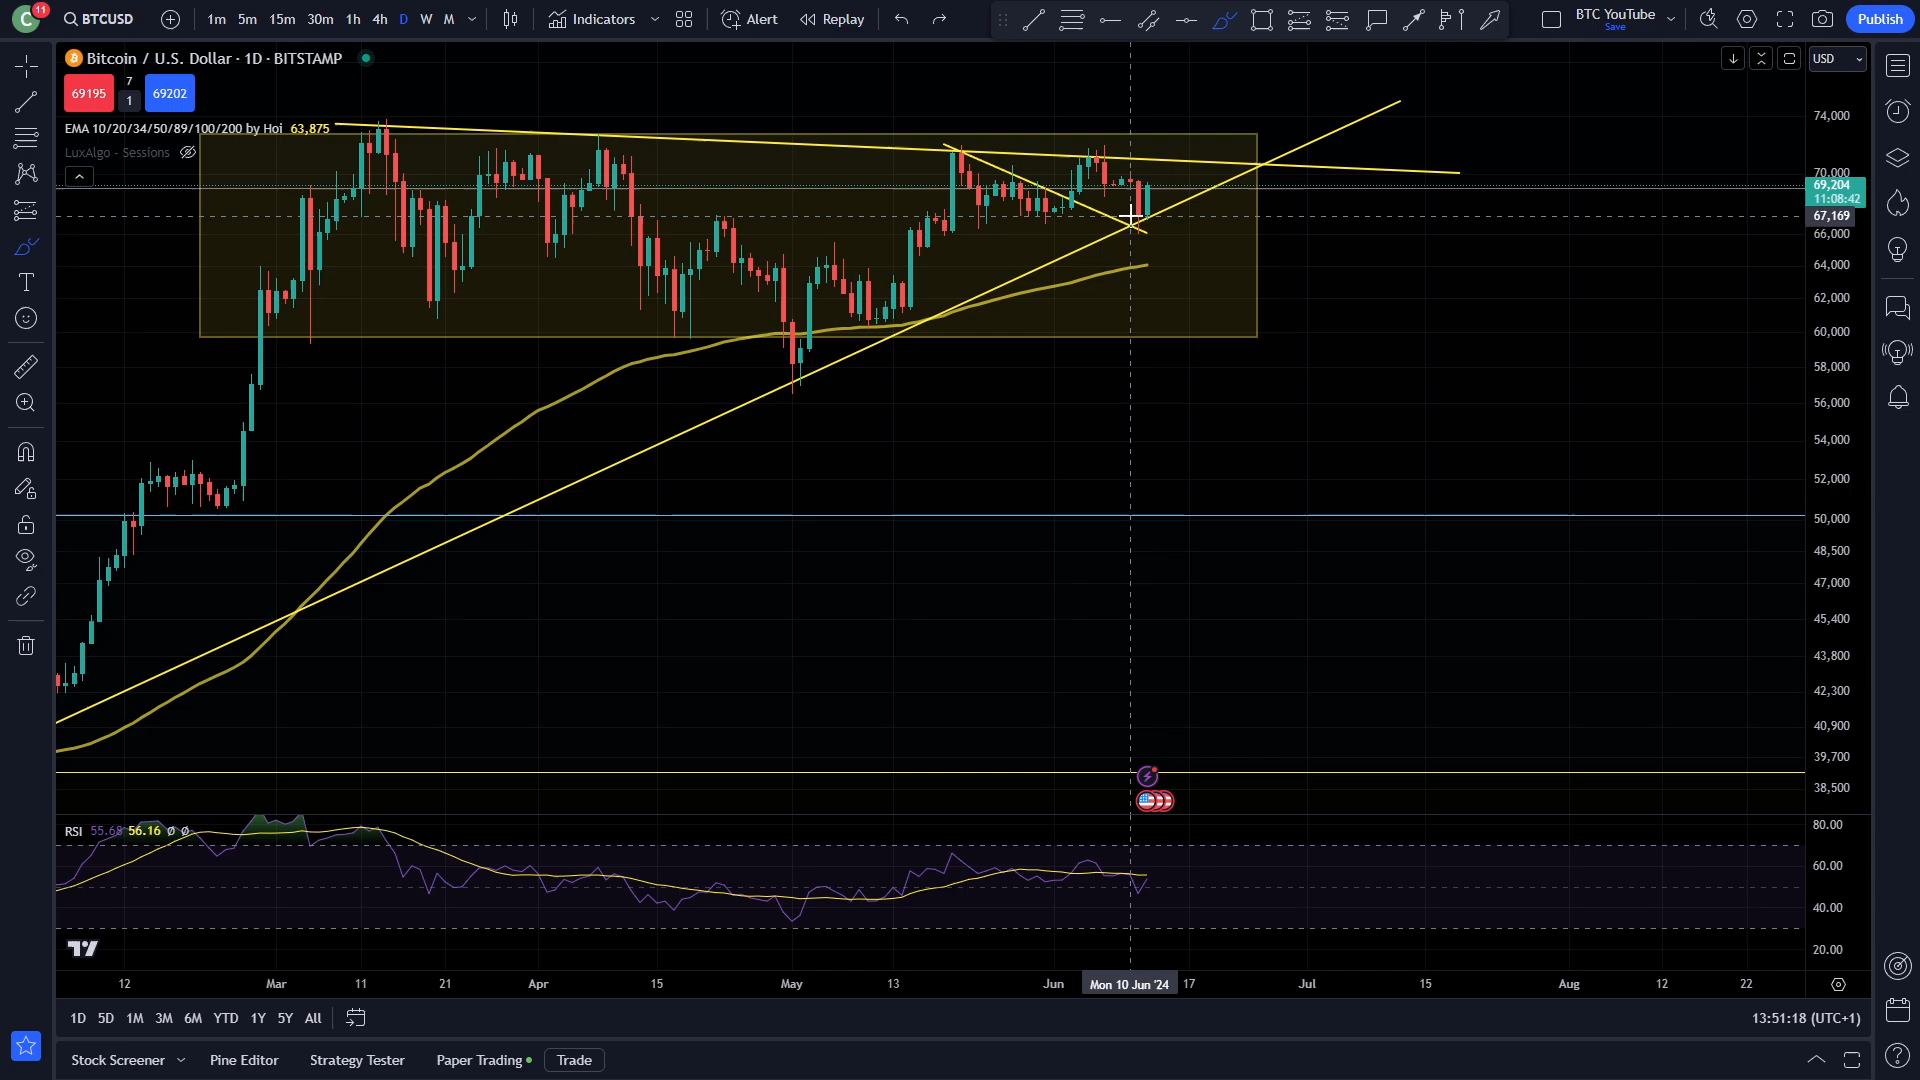 C
11
BTCUSD
1m 5m 15m 30m 1h 4h D W M
Indicators
Alert
Replay
BTC YouTube
Save
Publish
Bitcoin / U.S. Dollar · 1D · BITSTAMP
USD
69195
7
1
69202
EMA 10/20/34/50/89/100/200 by Hoi 63,875
LuxAlgo - Sessions
74,000
70,000
69,204
11:08:42
67,169
66,000
64,000
62,000
60,000
58,000
56,000
54,000
52,000
50,000
48,500
47,000
45,400
43,800
42,300
40,900
39,700
38,500
RSI 55.68 56.16 Ø Ø
80.00
60.00
40.00
20.00
12 Mar 11 21 Apr 15 May 13 Jun Mon 10 Jun '24 17 Jul 15 Aug 12 22
1D 5D 1M 3M 6M YTD 1Y 5Y All
13:51:18 (UTC+1)
Stock Screener
Pine Editor
Strategy Tester
Paper Trading
Trade